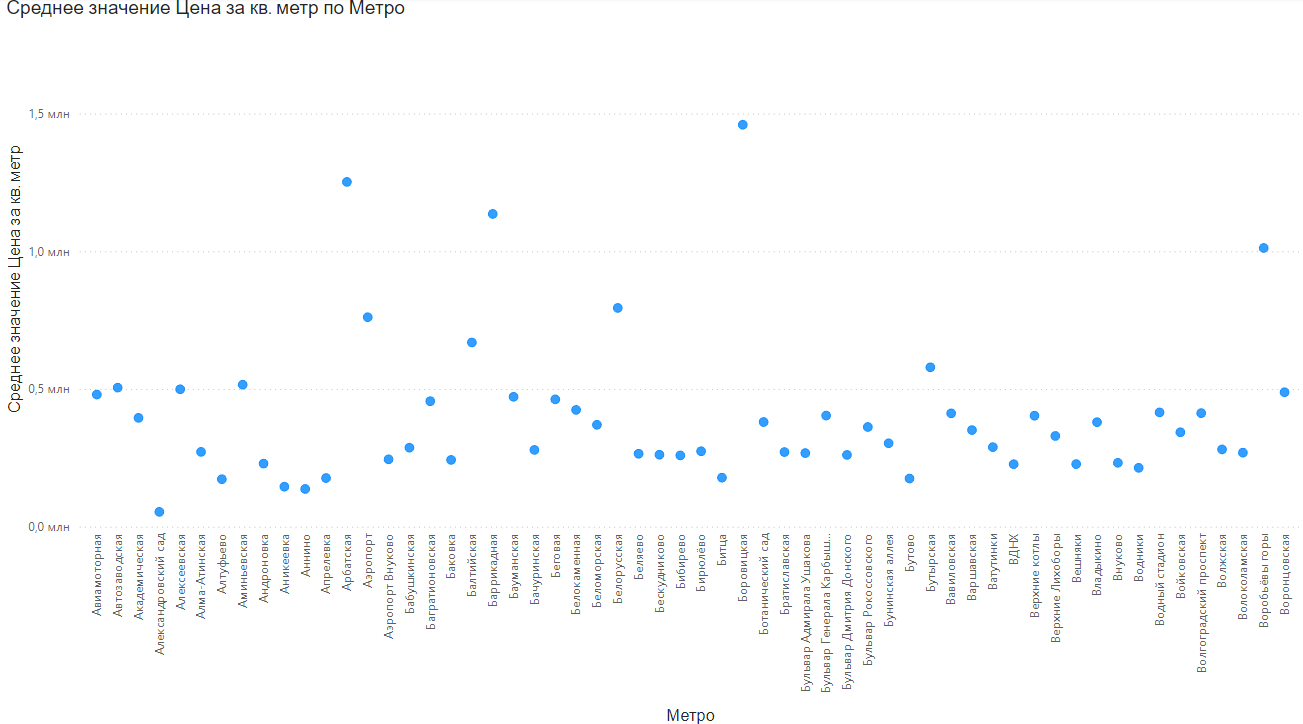 Среднее значение Цена за кв. метр по Метро
Среднее значение Цена за кв. метр
1,5 млн
1,0 млн
0,5 млн
0,0 млн
Авиамоторная
Автозаводская
Академическая
Александровский сад
Алексеевская
Алма-Атинская
Алтуфьево
Аминьевская
Андроновка
Аникеевка
Аннино
Апрелевка
Арбатская
Аэропорт
Аэропорт Внуково
Бабушкинская
Багратионовская
Баковка
Балтийская
Баррикадная
Бауманская
Бачуринская
Беговая
Белокаменная
Беломорская
Белорусская
Беляево
Бескудниково
Бибирево
Бирюлёво
Битца
Боровицкая
Ботанический сад
Братиславская
Бульвар Адмирала Ушакова
Бульвар Генерала Карбыш...
Бульвар Дмитрия Донского
Бульвар Рокоссовского
Бунинская аллея
Бутово
Бутырская
Вавиловская
Варшавская
Ватутинки
ВДНХ
Верхние котлы
Верхние Лихоборы
Вешняки
Владыкино
Внуково
Водники
Водный стадион
Войковская
Волгоградский проспект
Волжская
Волоколамская
Воробьёвы горы
Воронцовская
Метро